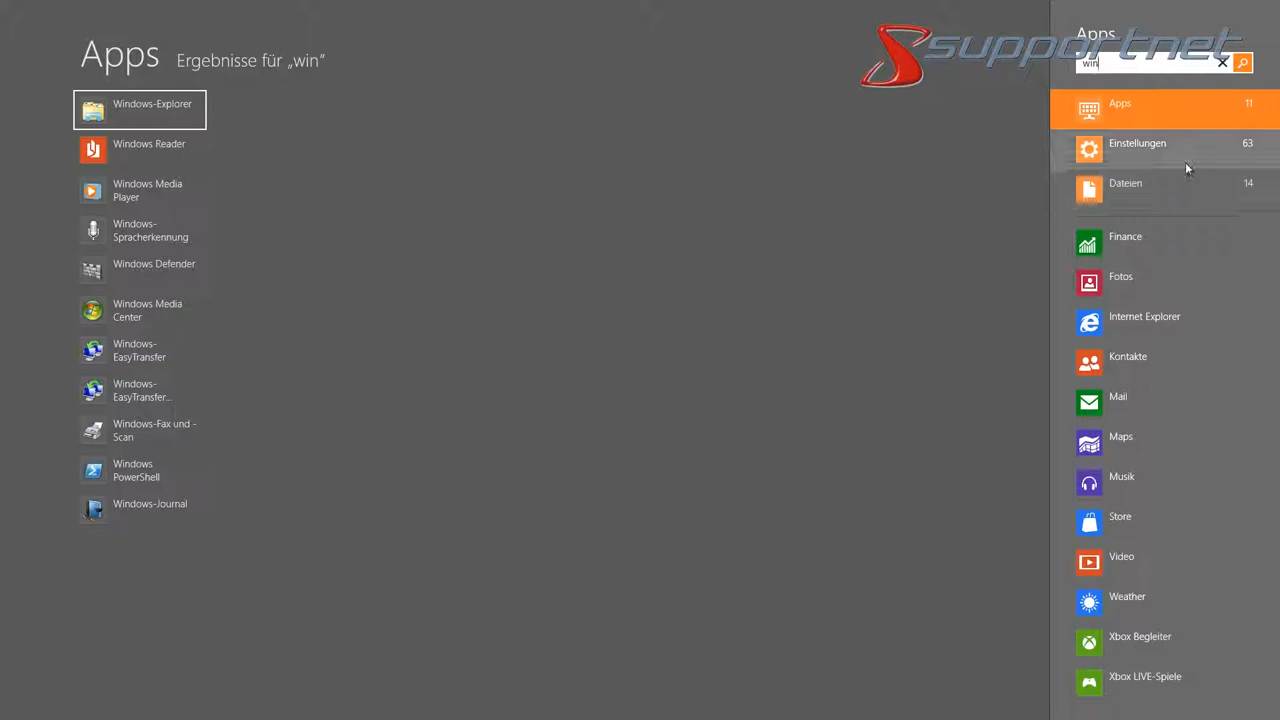 Apps Ergebnisse für „win“
Windows-Explorer
Windows Reader
Windows Media
Player
Windows-
Spracherkennung
Windows Defender
Windows Media
Center
Windows-
EasyTransfer
Windows-
EasyTransfer...
Windows-Fax und -
Scan
Windows
PowerShell
Windows-Journal
Apps
supportnet
win
Apps 11
Einstellungen 63
Dateien 14
Finance
Fotos
Internet Explorer
Kontakte
Mail
Maps
Musik
Store
Video
Weather
Xbox Begleiter
Xbox LIVE-Spiele